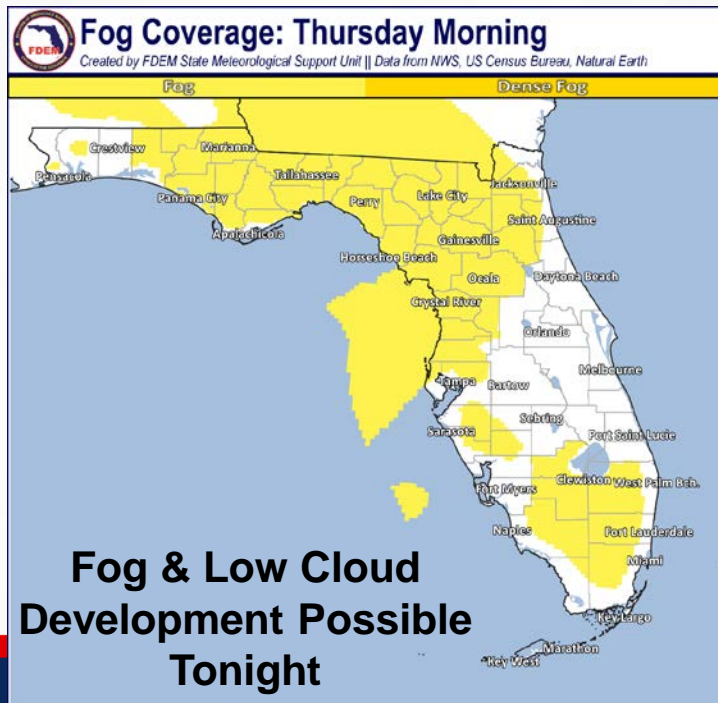 FDEM
Fog Coverage: Thursday Morning
Created by FDEM State Meteorological Support Unit || Data from NWS, US Census Bureau, Natural Earth
Fog
Dense Fog
Crestview
Marianna
Pensacola
Tallahassee
Jacksonville
Panama City
Perry
Lake City
Saint Augustine
Apalachicola
Gainesville
Horseshoe Beach
Ocala
Daytona Beach
Crystal River
Orlando
Melbourne
Tampa
Bartow
Sebring
Sarasota
Port Saint Lucie
Clewiston
West Palm Bch.
Fort Myers
Naples
Fort Lauderdale
Miami
Key Largo
Marathon
Key West
Fog & Low Cloud
Development Possible
Tonight